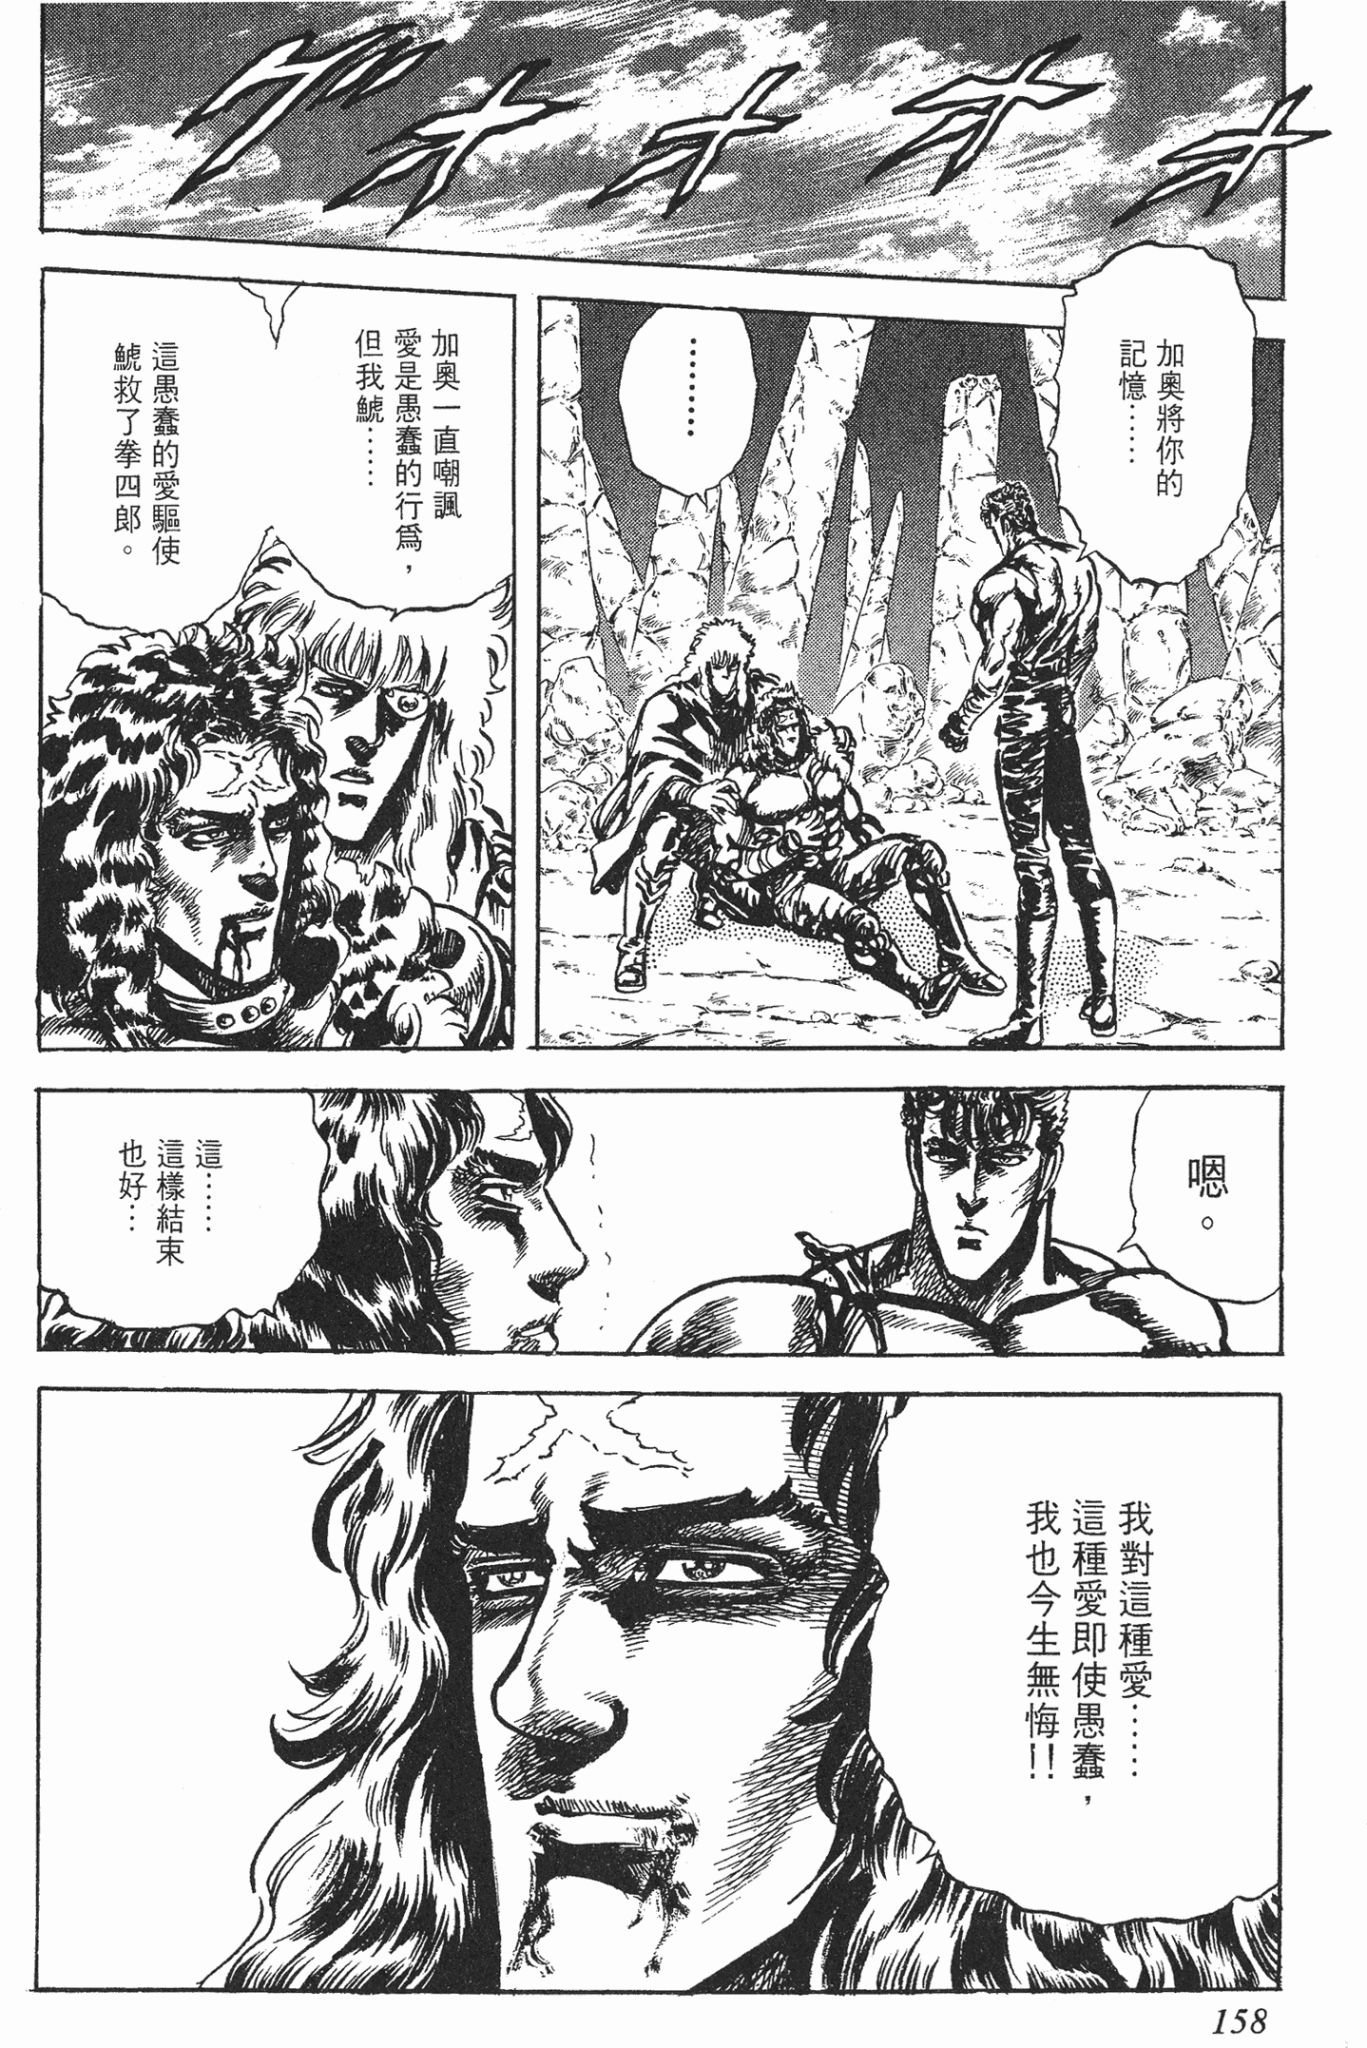 グオオオオ
加奧將你的
記憶……
………
加奧一直嘲諷
愛是愚蠢的行爲，
但我鯱……
這愚蠢的愛驅使
鯱救了拳四郎。
嗯。
這……
這樣結束
也好…
我對這種愛……
這種愛即使愚蠢，
我也今生無悔!!
158